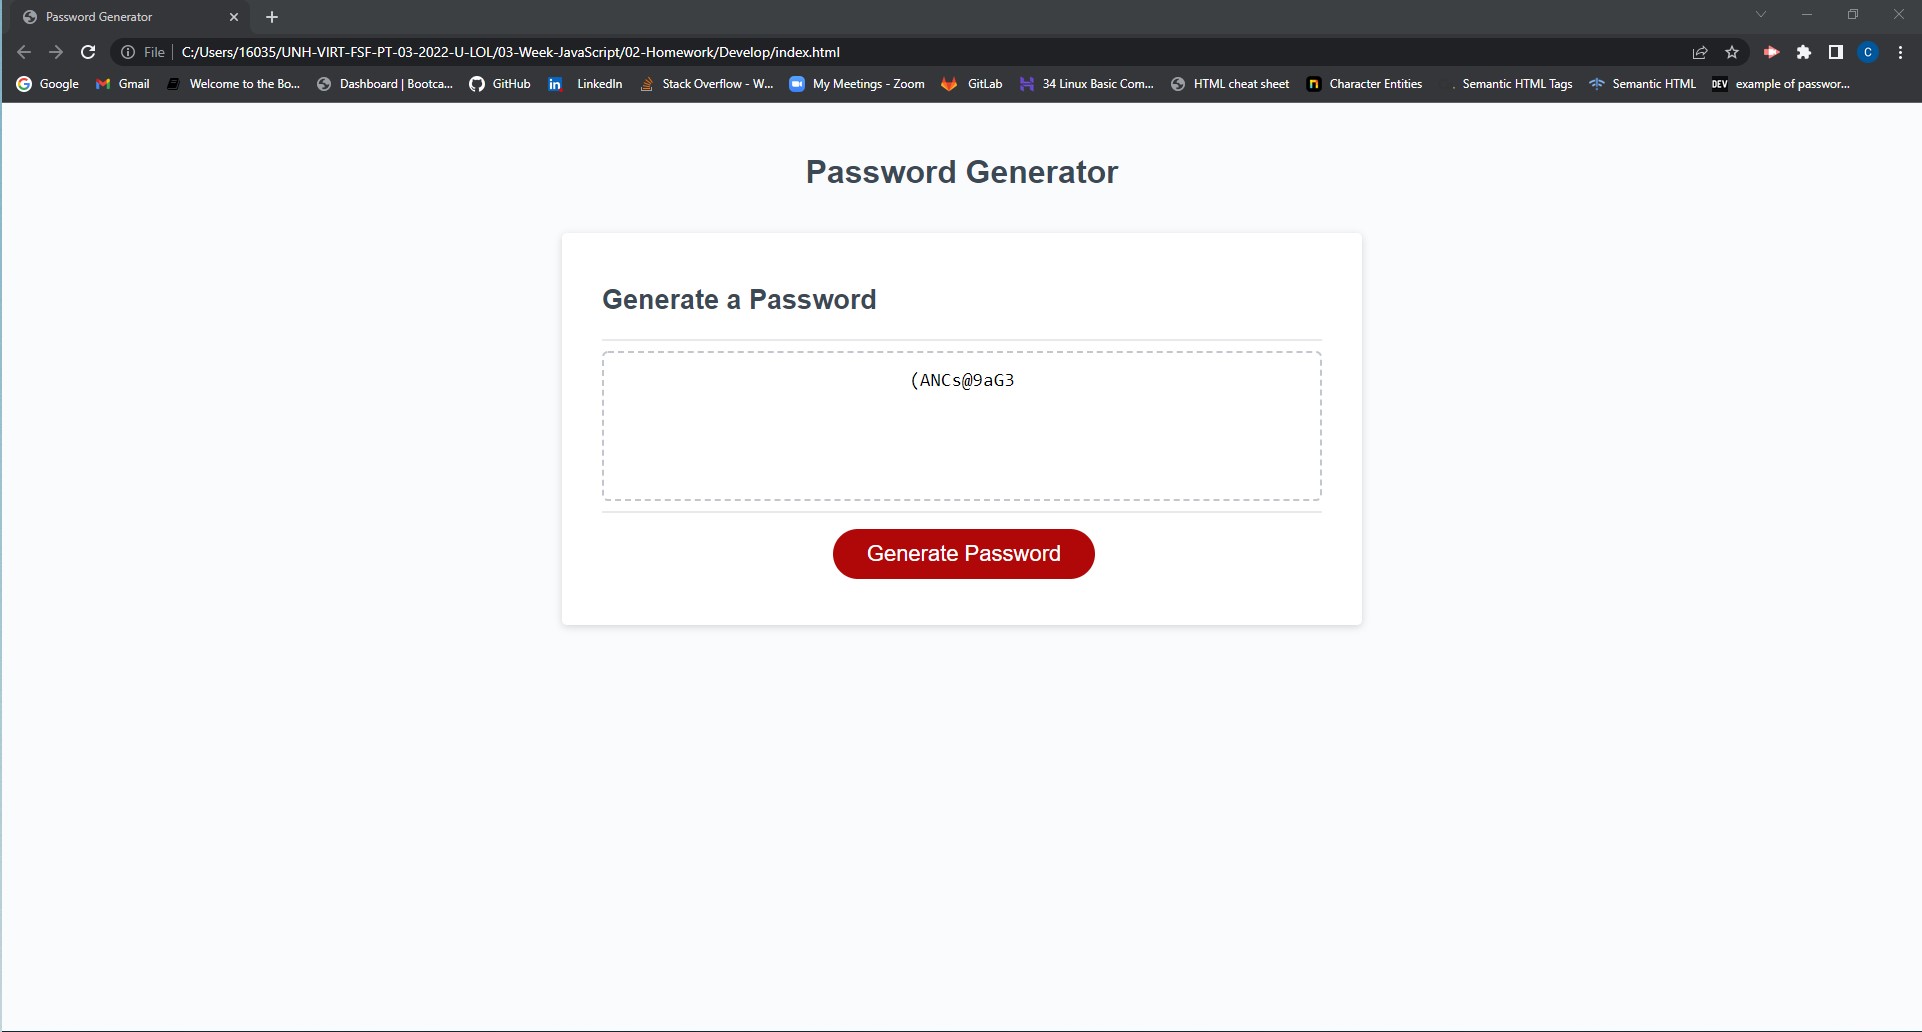 Password Generator
File C:/Users/16035/UNH-VIRT-FSF-PT-03-2022-U-LOL/03-Week-JavaScript/02-Homework/Develop/index.html C
Google Gmail Welcome to the Bo... Dashboard | Bootca... GitHub in LinkedIn Stack Overflow - W... My Meetings - Zoom GitLab 34 Linux Basic Com... HTML cheat sheet n Character Entities Semantic HTML Tags Semantic HTML DEV example of passwor...
Password Generator
Generate a Password
(ANCs@9aG3
Generate Password